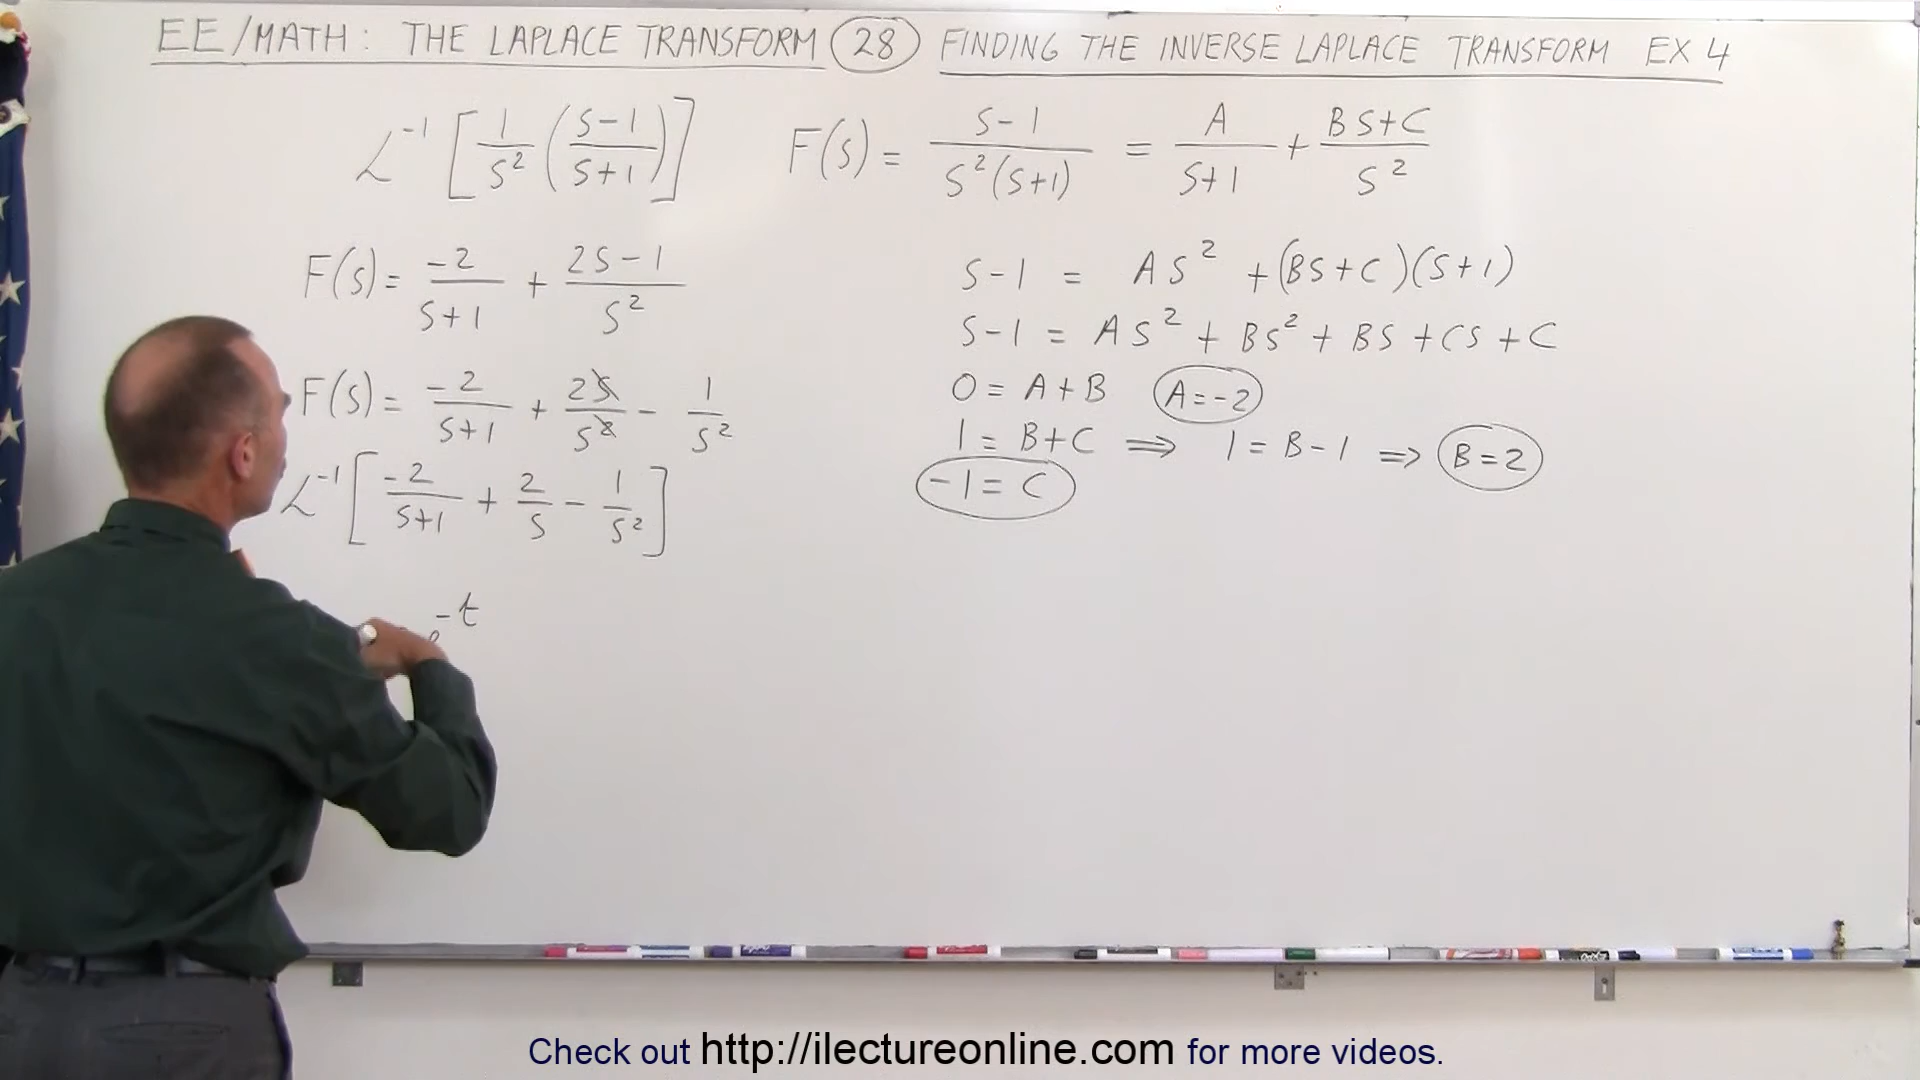 EE/MATH: THE LAPLACE TRANSFORM (28) FINDING THE INVERSE LAPLACE TRANSFORM EX 4
ℒ⁻¹ [ 1/S² ( (S-1)/(S+1) ) ]
F(s) = (S-1)/(S²(S+1)) = A/(S+1) + (BS+C)/S²
F(s) = -2/(S+1) + (2S-1)/S²
F(s) = -2/(S+1) + 2S/S² - 1/S²
ℒ⁻¹ [ -2/(S+1) + 2/S - 1/S² ]
e^-t
S-1 = AS² + (BS+C)(S+1)
S-1 = AS² + BS² + BS + CS + C
0 = A+B A=-2
1 = B+C ⇒ 1 = B-1 ⇒ B=2
-1 = C
Check out http://ilectureonline.com for more videos.